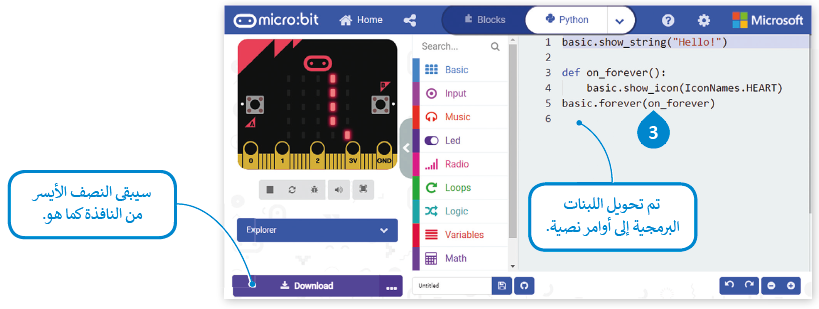 micro:bit
Home
Blocks
Python
Microsoft
Search...
Basic
Input
Music
Led
Radio
Loops
Logic
Variables
Math
1 basic.show_string("Hello!")
2
3 def on_forever():
4 basic.show_icon(IconNames.HEART)
5 basic.forever(on_forever)
6
3
تم تحويل اللبنات
البرمجية إلى أوامر نصية.
0 1 2 3V GND
A
B
سيبقى النصف الأيسر
من النافذة كما هو.
Explorer
Download
...
Untitled